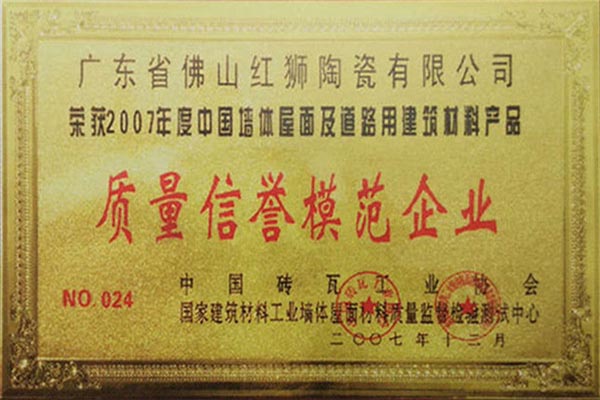 广东省佛山红狮陶瓷有限公司
荣获2007年度中国墙体屋面及道路用建筑材料产品
质量信誉模范企业
中国砖瓦工业协会
NO.024
国家建筑材料工业墙体屋面材料质量监督检验测试中心
二〇〇七年十二月